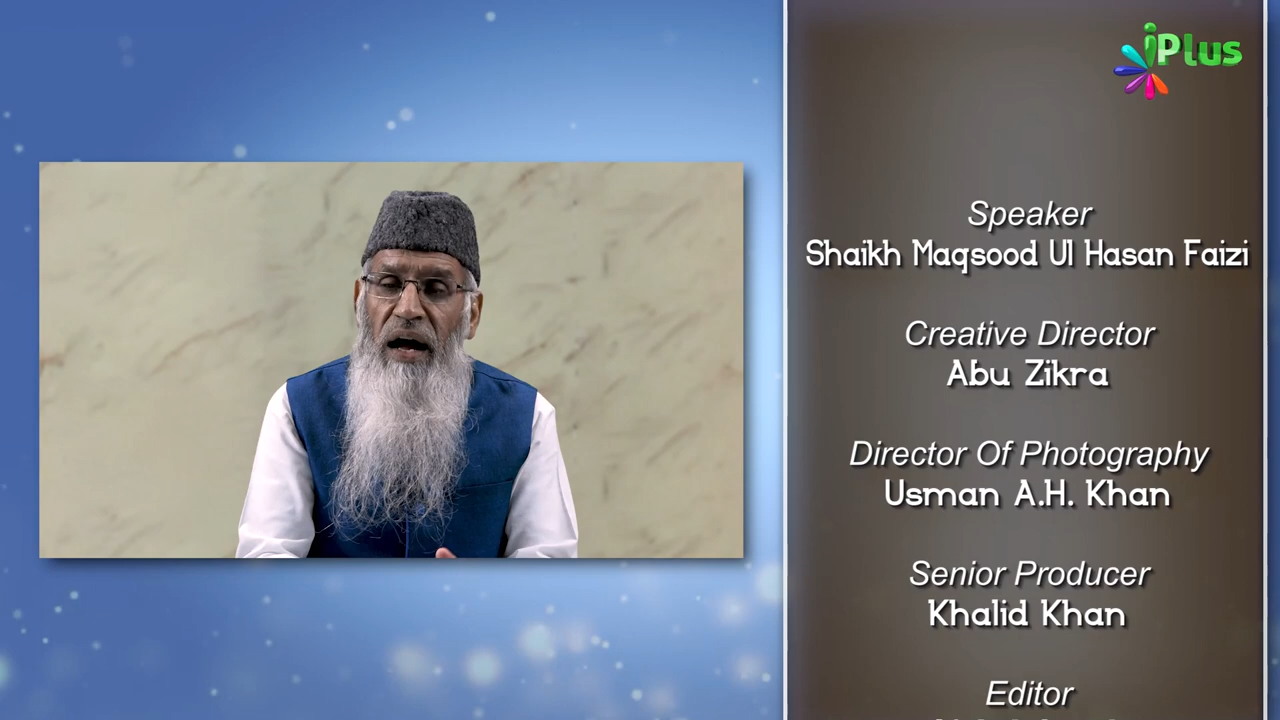 iPlus
Speaker
Shaikh Maqsood Ul Hasan Faizi
Creative Director
Abu Zikra
Director Of Photography
Usman A.H. Khan
Senior Producer
Khalid Khan
Editor